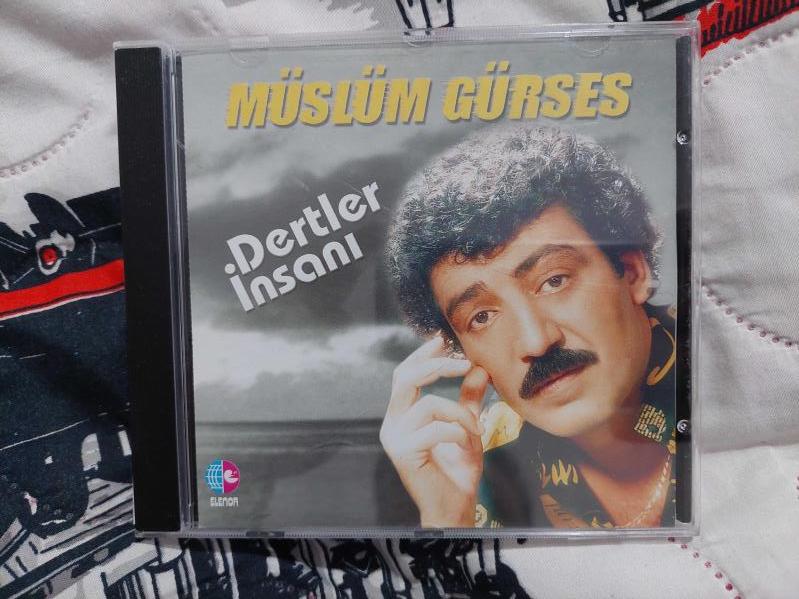 MÜSLÜM GÜRSES
Dertler
İnsanı
ELENOR